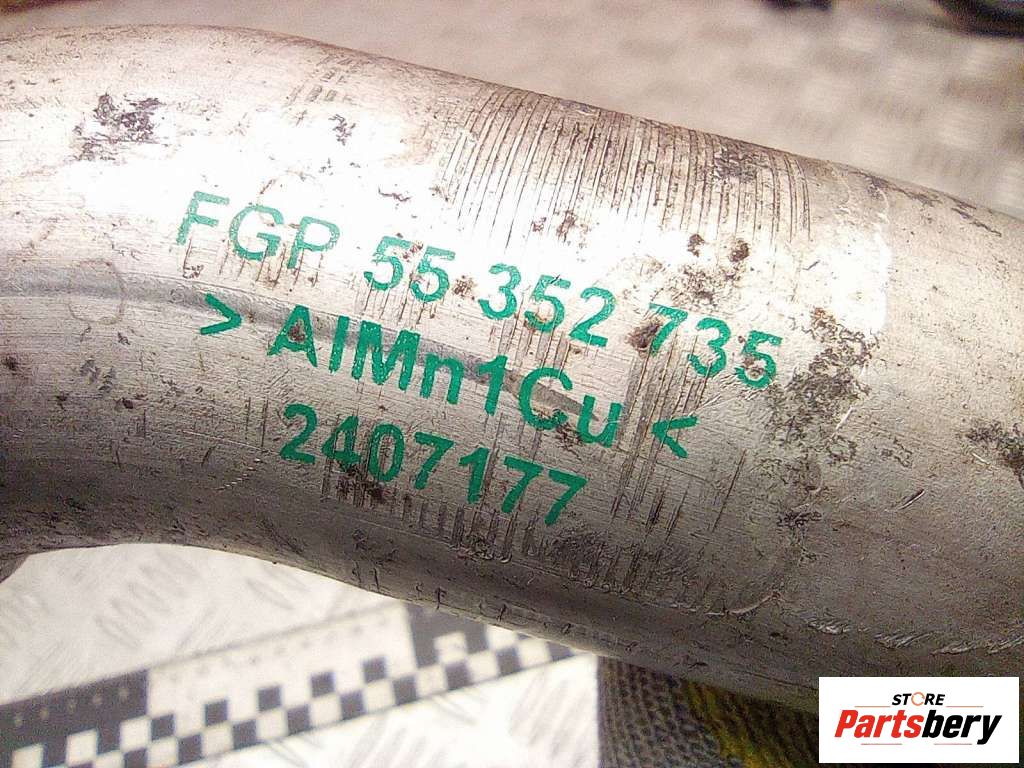 FGP 55 352 735
> AlMn1Cu <
2407177
STORE
Partsbery